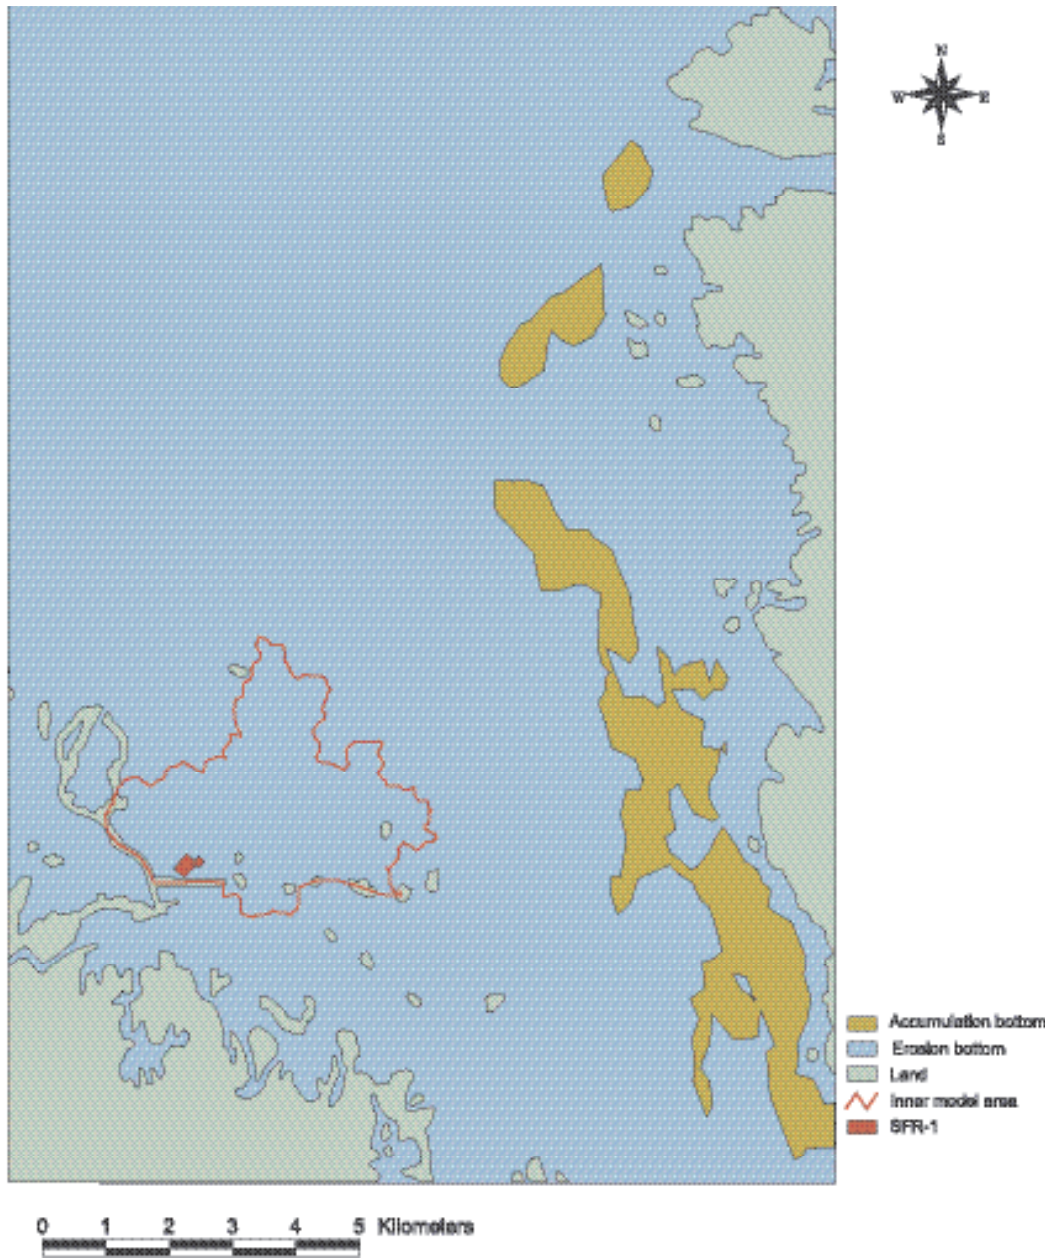 N
W E
S
Accumulation bottom
Erosion bottom
Land
Inner model area
SFR-1
0 1 2 3 4 5 Kilometers